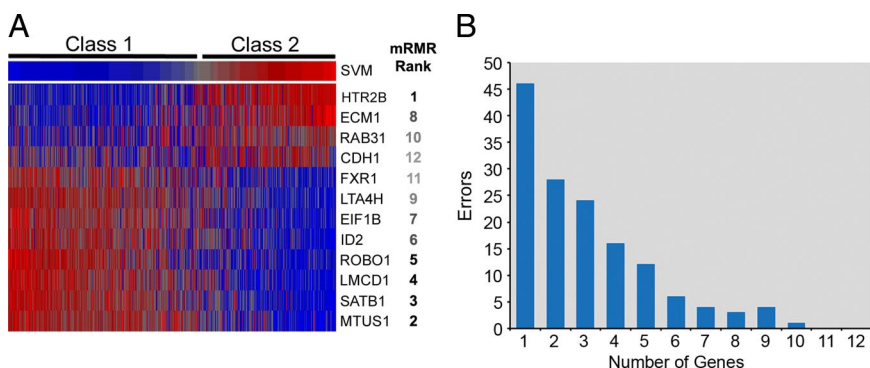 A
Class 1 Class 2 mRMR
Rank
SVM
HTR2B 1
ECM1 8
RAB31 10
CDH1 12
FXR1 11
LTA4H 9
EIF1B 7
ID2 6
ROBO1 5
LMCD1 4
SATB1 3
MTUS1 2
B
50
45
40
35
30
25
20
15
10
5
0
Errors
1 2 3 4 5 6 7 8 9 10 11 12
Number of Genes